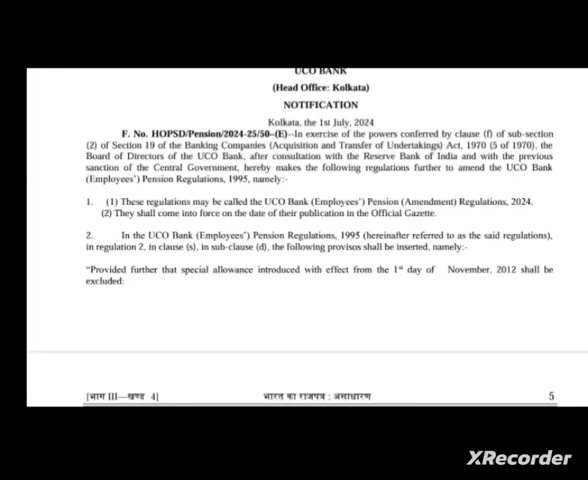 UCO BANK
(Head Office: Kolkata)
NOTIFICATION
Kolkata, the 1st July, 2024
F. No. HOPSD/Pension/2024-25/50–(E)--In exercise of the powers conferred by clause (f) of sub-section
(2) of Section 19 of the Banking Companies (Acquisition and Transfer of Undertakings) Act, 1970 (5 of 1970), the
Board of Directors of the UCO Bank, after consultation with the Reserve Bank of India and with the previous
sanction of the Central Government, hereby makes the following regulations further to amend the UCO Bank
(Employees') Pension Regulations, 1995, namely:-
1. (1) These regulations may be called the UCO Bank (Employees') Pension (Amendment) Regulations, 2024.
(2) They shall come into force on the date of their publication in the Official Gazette.
2. In the UCO Bank (Employees') Pension Regulations, 1995 (hereinafter referred to as the said regulations),
in regulation 2, in clause (s), in sub-clause (d), the following provisos shall be inserted, namely:-
"Provided further that special allowance introduced with effect from the 1st day of November, 2012 shall be
excluded:
[भाग III—खण्ड 4] भारत का राजपत्र : असाधारण 5
XRecorder